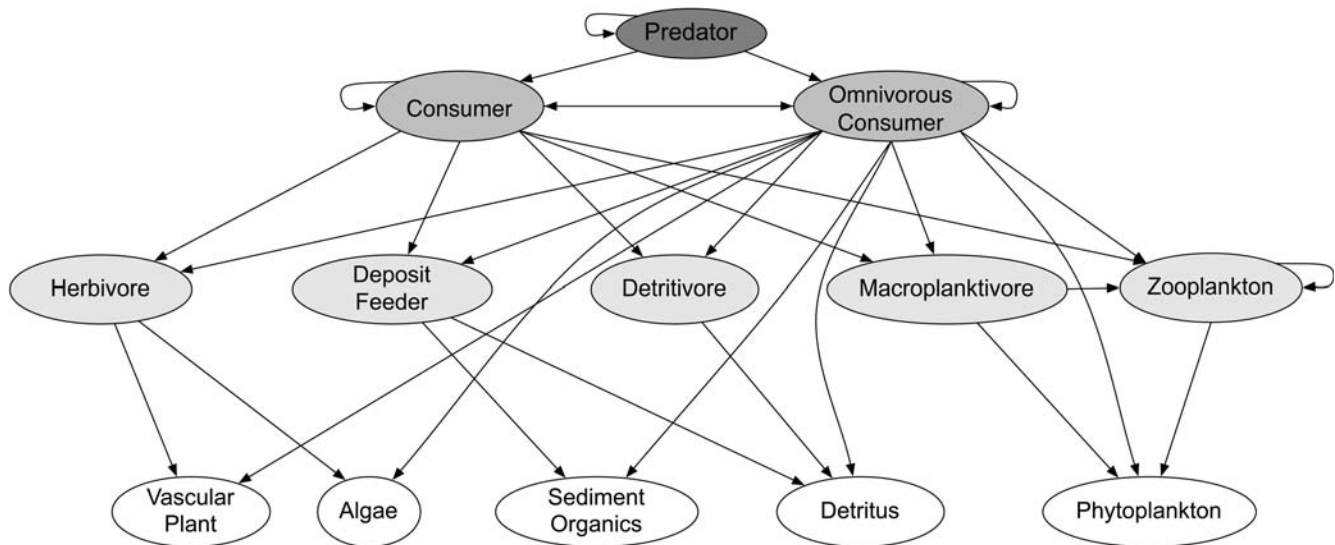 Predator
Consumer
Omnivorous
Consumer
Herbivore
Deposit
Feeder
Detritivore
Macroplanktivore
Zooplankton
Vascular
Plant
Algae
Sediment
Organics
Detritus
Phytoplankton